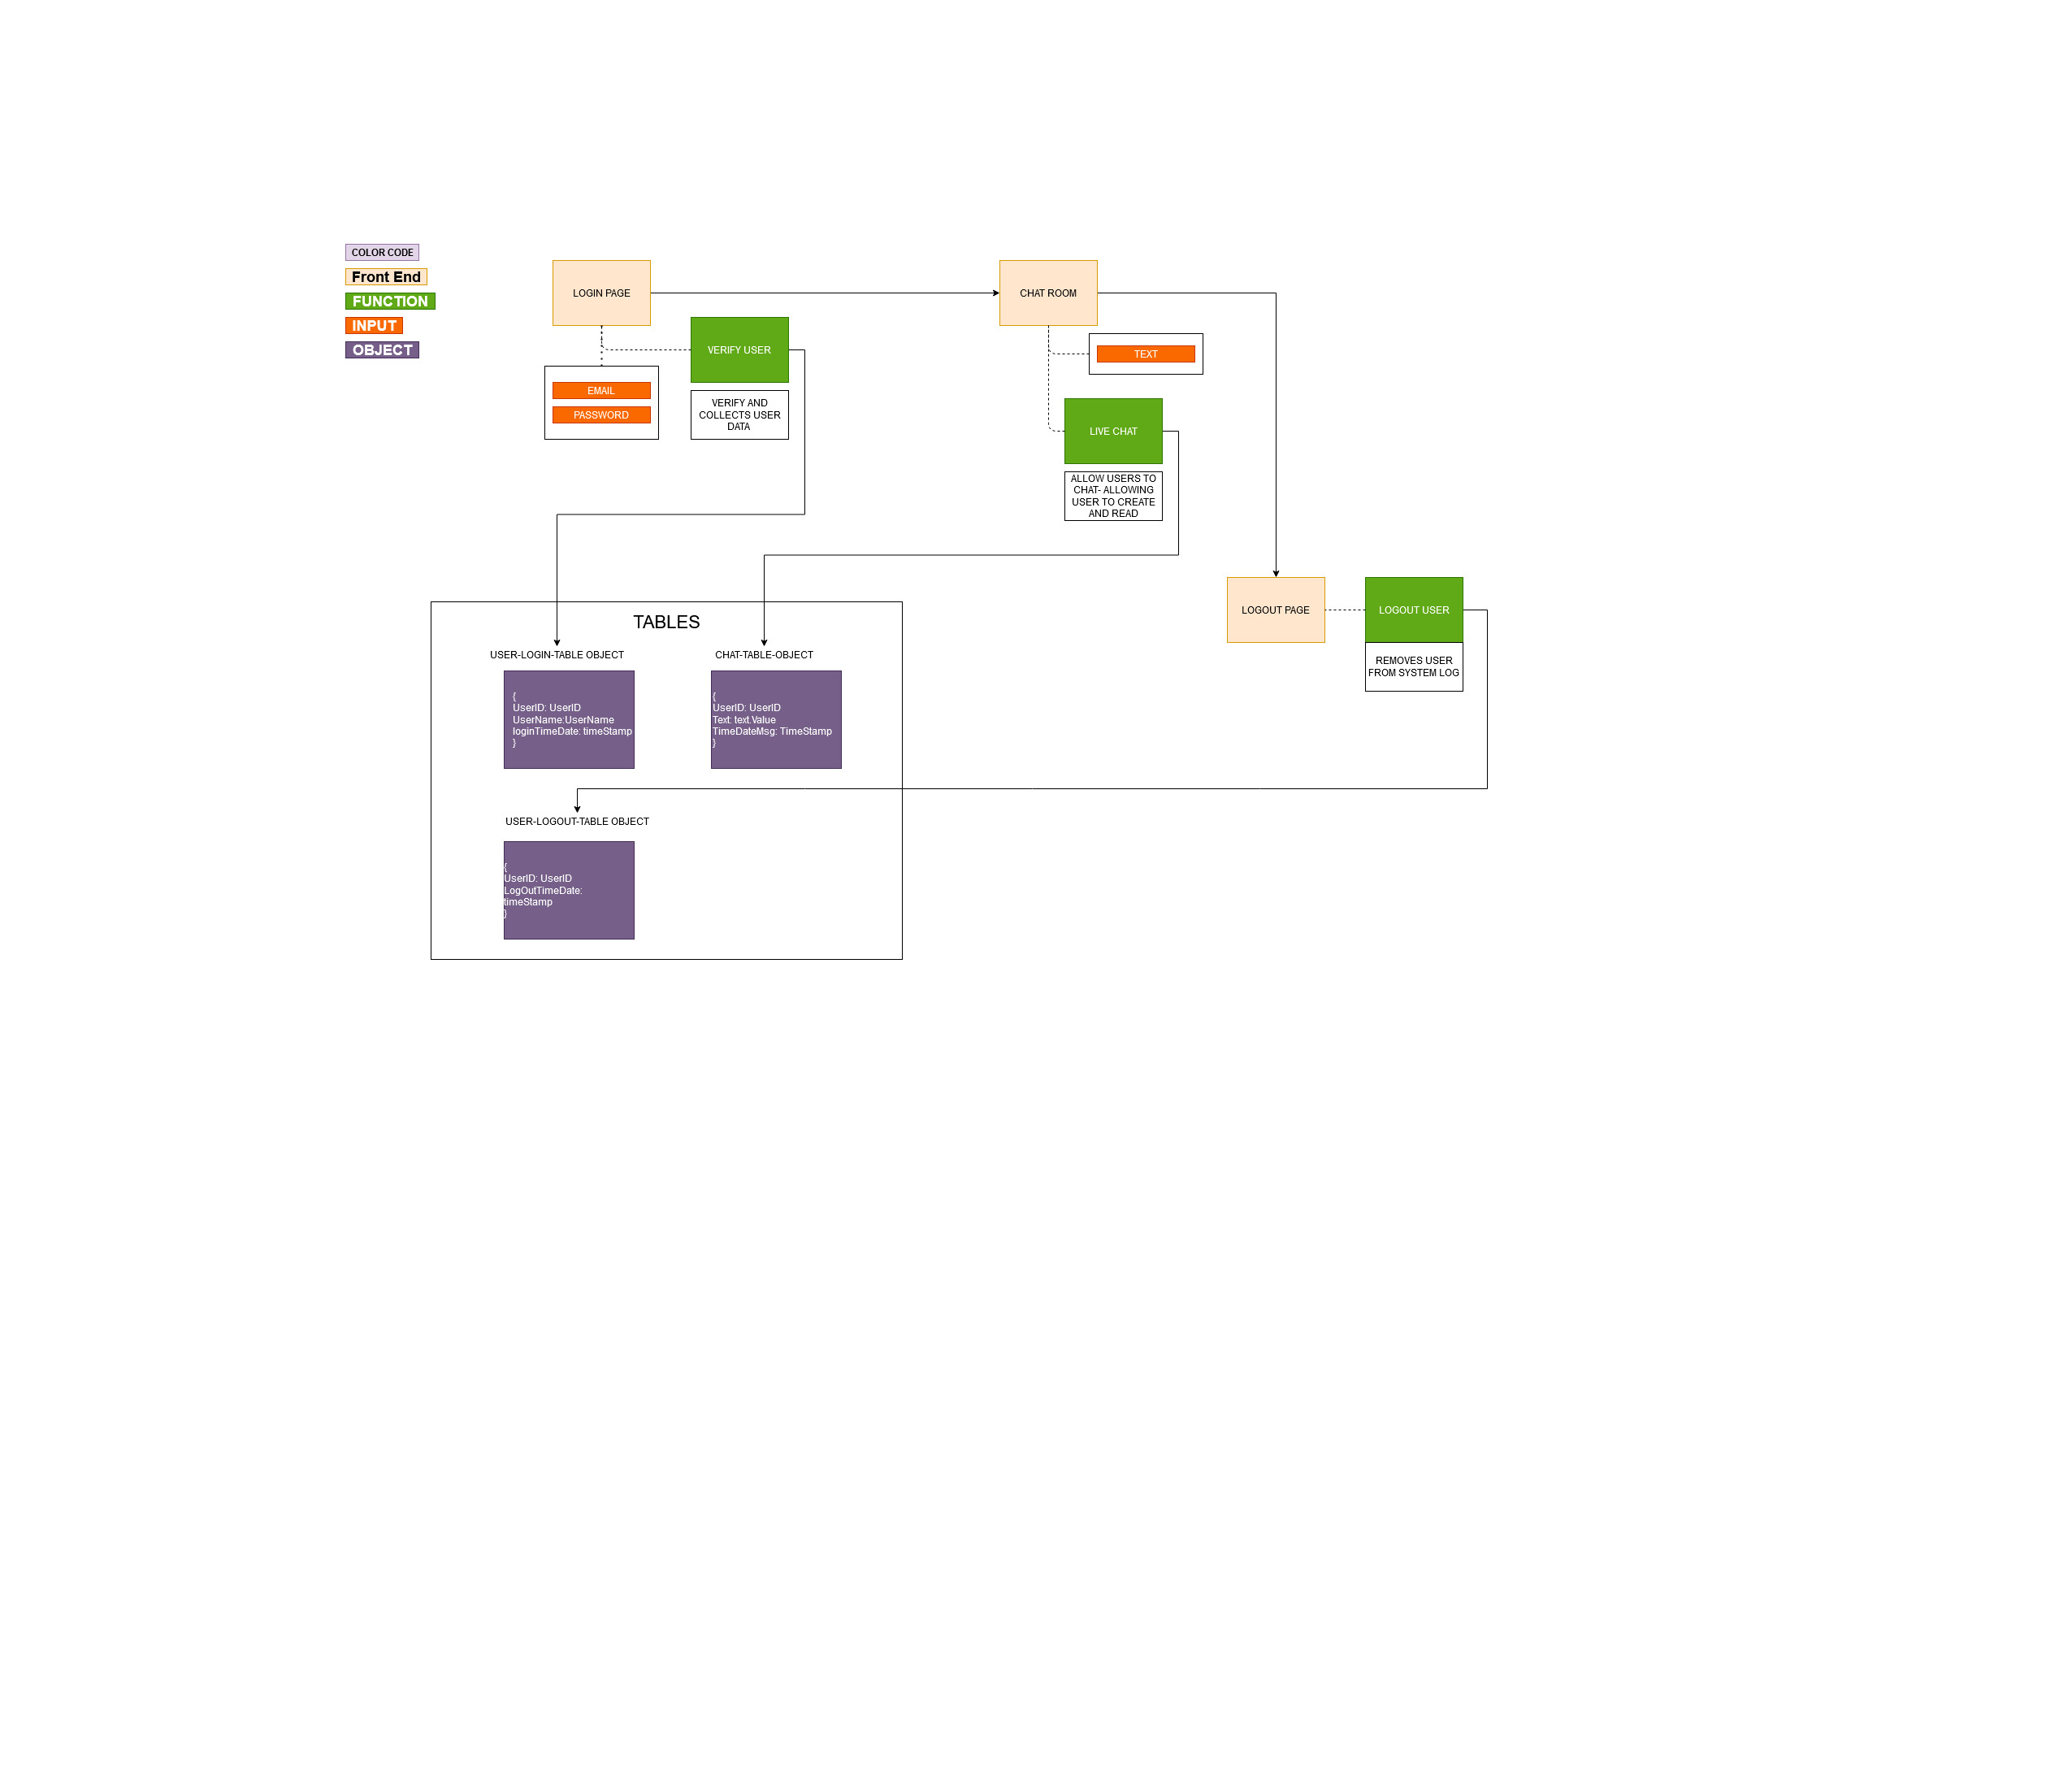 COLOR CODE
Front End
FUNCTION
INPUT
OBJECT
LOGIN PAGE
EMAIL
PASSWORD
VERIFY USER
VERIFY AND
COLLECTS USER
DATA
CHAT ROOM
TEXT
LIVE CHAT
ALLOW USERS TO
CHAT- ALLOWING
USER TO CREATE
AND READ
LOGOUT PAGE
LOGOUT USER
REMOVES USER
FROM SYSTEM LOG
TABLES
USER-LOGIN-TABLE OBJECT
{
UserID: UserID
UserName:UserName
loginTimeDate: timeStamp
}
CHAT-TABLE-OBJECT
{
UserID: UserID
Text: text.Value
TimeDateMsg: TimeStamp
}
USER-LOGOUT-TABLE OBJECT
{
UserID: UserID
LogOutTimeDate:
timeStamp
}